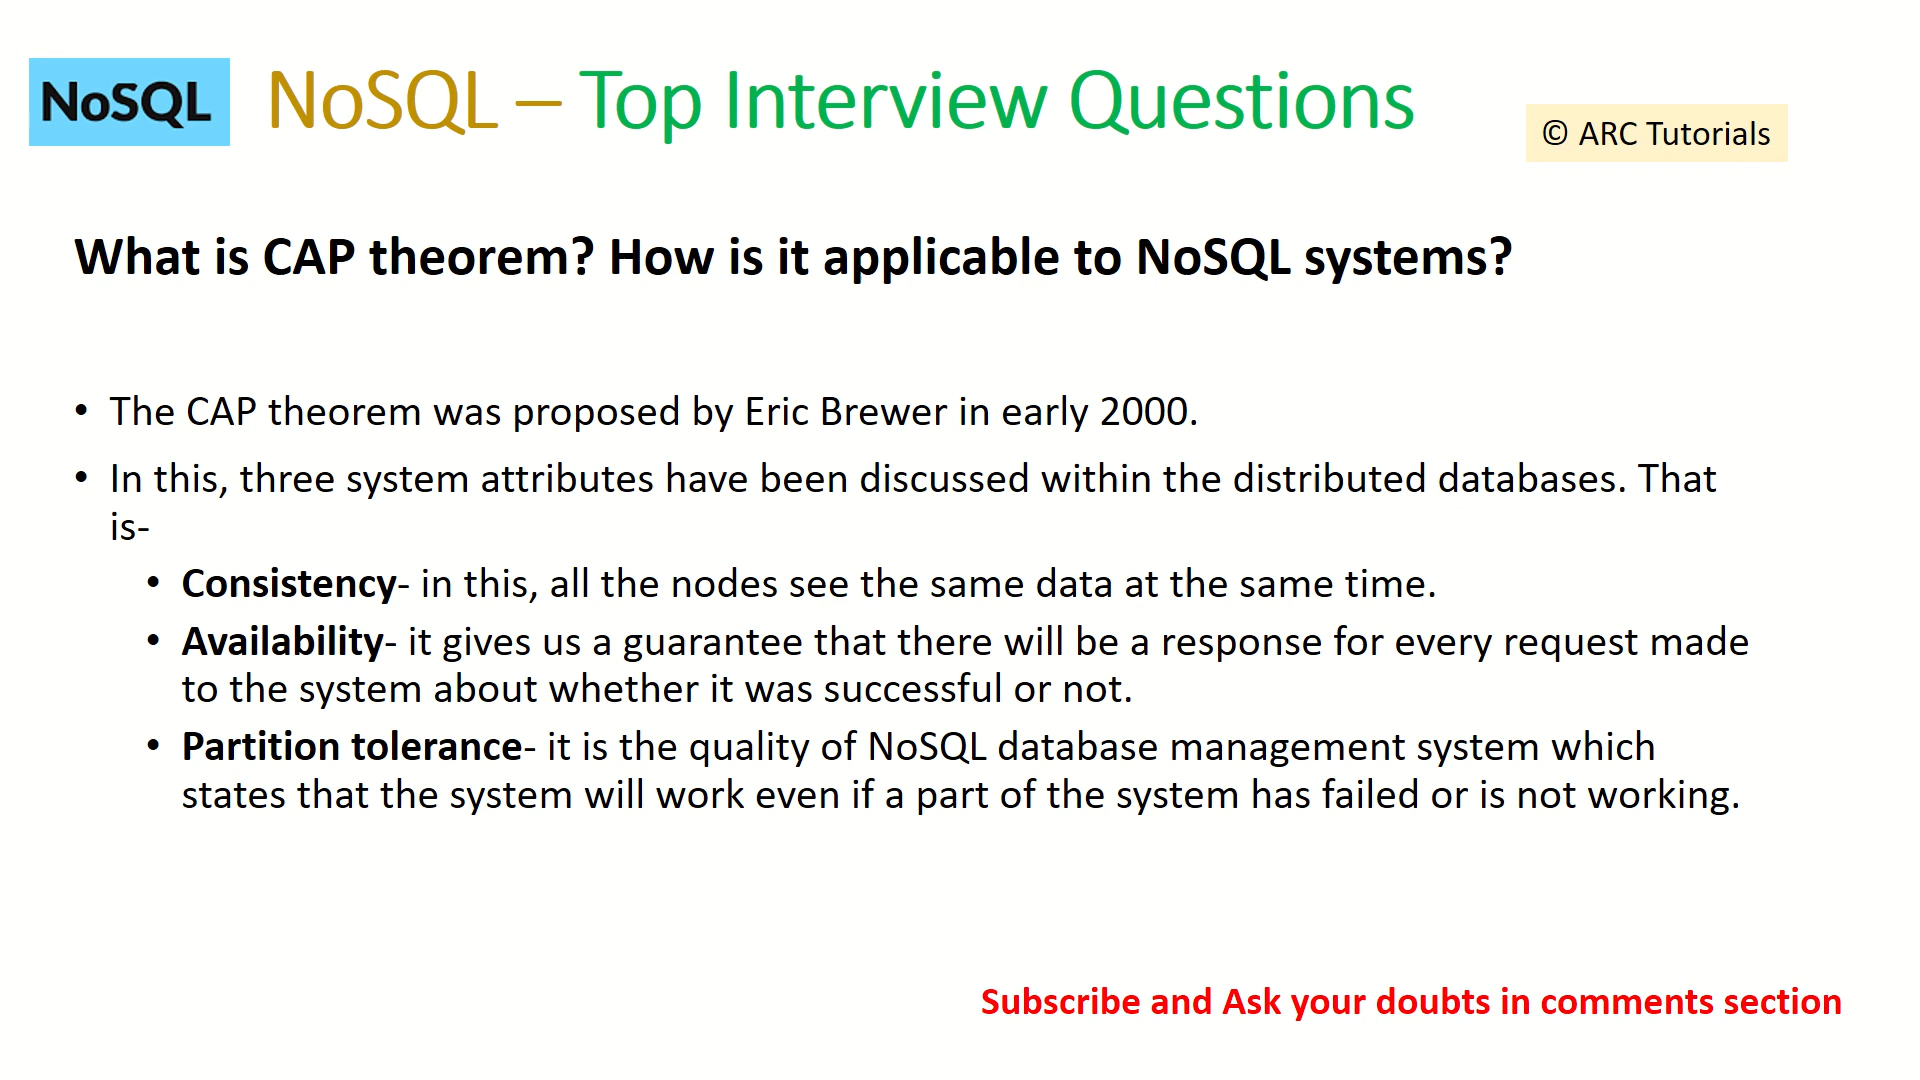 NoSQL
NoSQL – Top Interview Questions
© ARC Tutorials
What is CAP theorem? How is it applicable to NoSQL systems?
• The CAP theorem was proposed by Eric Brewer in early 2000.
• In this, three system attributes have been discussed within the distributed databases. That
is-
• Consistency- in this, all the nodes see the same data at the same time.
• Availability- it gives us a guarantee that there will be a response for every request made
to the system about whether it was successful or not.
• Partition tolerance- it is the quality of NoSQL database management system which
states that the system will work even if a part of the system has failed or is not working.
Subscribe and Ask your doubts in comments section